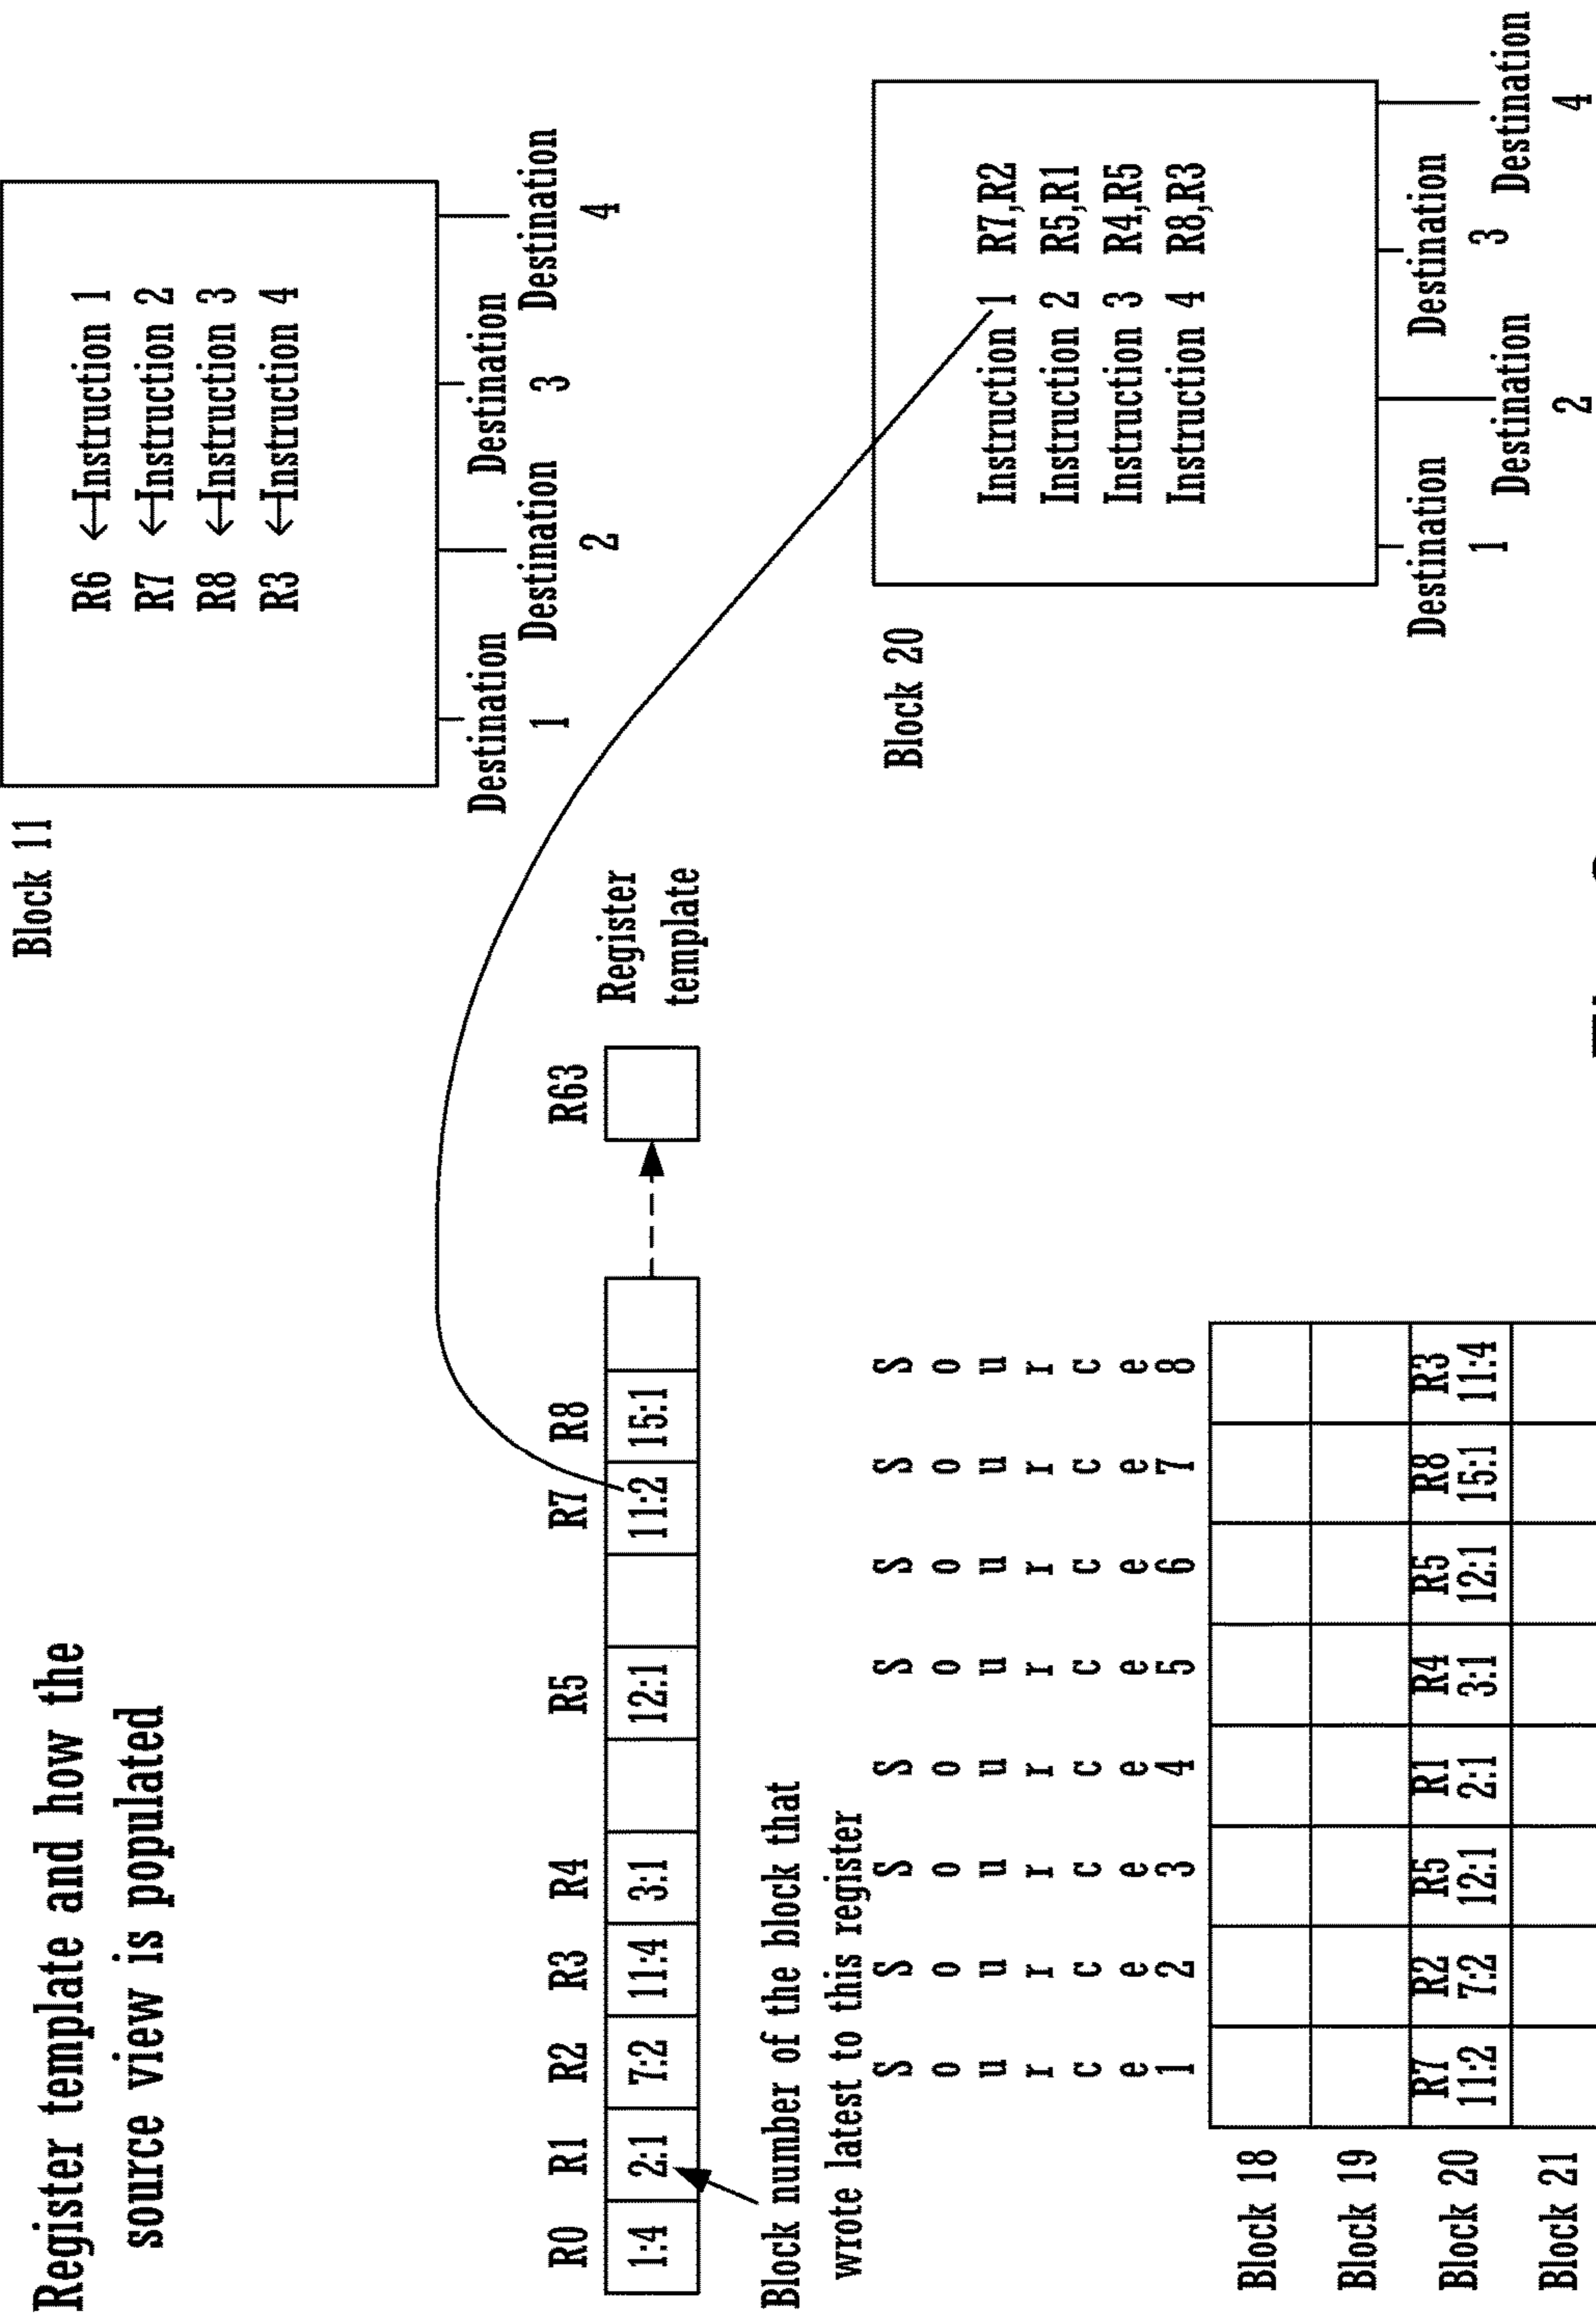 Register template and how the
source view is populated
Block 11
R6 ←Instruction 1
R7 ←Instruction 2
R8 ←Instruction 3
R3 ←Instruction 4
Destination
1
Destination
2
Destination
3
Destination
4
R0 R1 R2 R3 R4 R5 R7 R8 R63
1:4 2:1 7:2 11:4 3:1 12:1 11:2 15:1
Register
template
Block number of the block that
wrote latest to this register
Block 20
Instruction 1 R7,R2
Instruction 2 R5,R1
Instruction 3 R4,R5
Instruction 4 R8,R3
Destination
1
Destination
2
Destination
3
Destination
4
Source 1
Source 2
Source 3
Source 4
Source 5
Source 6
Source 7
Source 8
Block 18
Block 19
Block 20
R7 R2 R5 R1 R4 R5 R8 R3
11:2 7:2 12:1 2:1 3:1 12:1 15:1 11:4
Block 21